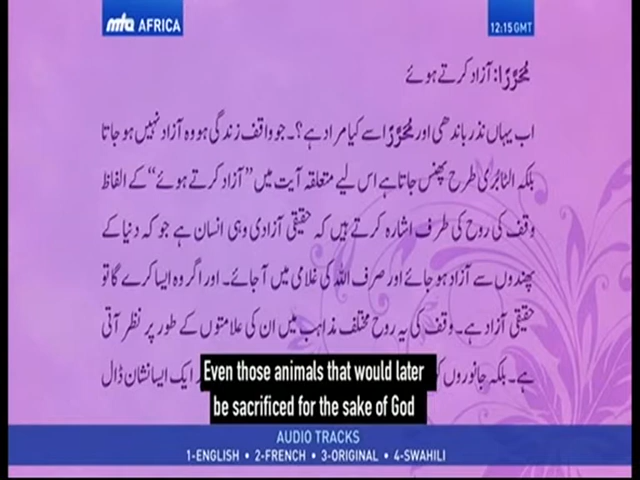 mta AFRICA
12:15 GMT
مُحَرَّرًا: آزاد کرتے ہوئے
اب یہاں نذر باندھی اور مُحَرَّرًا سے کیا مراد ہے؟۔ جو واقف زندگی ہو وہ آزاد نہیں ہو جاتا
بلکہ الٹا بُری طرح پھنس جاتا ہے اس لیے متعلقہ آیت میں ”آزاد کرتے ہوئے“ کے الفاظ
وقف کی روح کی طرف اشارہ کرتے ہیں کہ حقیقی آزادی وہی انسان ہے جو کہ دنیا کے
پھندوں سے آزاد ہو جائے اور صرف اللہ کی غلامی میں آ جائے۔ اور اگر وہ ایسا کرے گا تو
حقیقی آزاد ہے۔ وقف کی یہ روح مختلف مذاہب میں ان کی علامتوں کے طور پر نظر آتی
ہے۔ بلکہ جانوروں ایک ایسا نشان ڈال
Even those animals that would later
be sacrificed for the sake of God
AUDIO TRACKS
1-ENGLISH • 2-FRENCH • 3-ORIGINAL • 4-SWAHILI